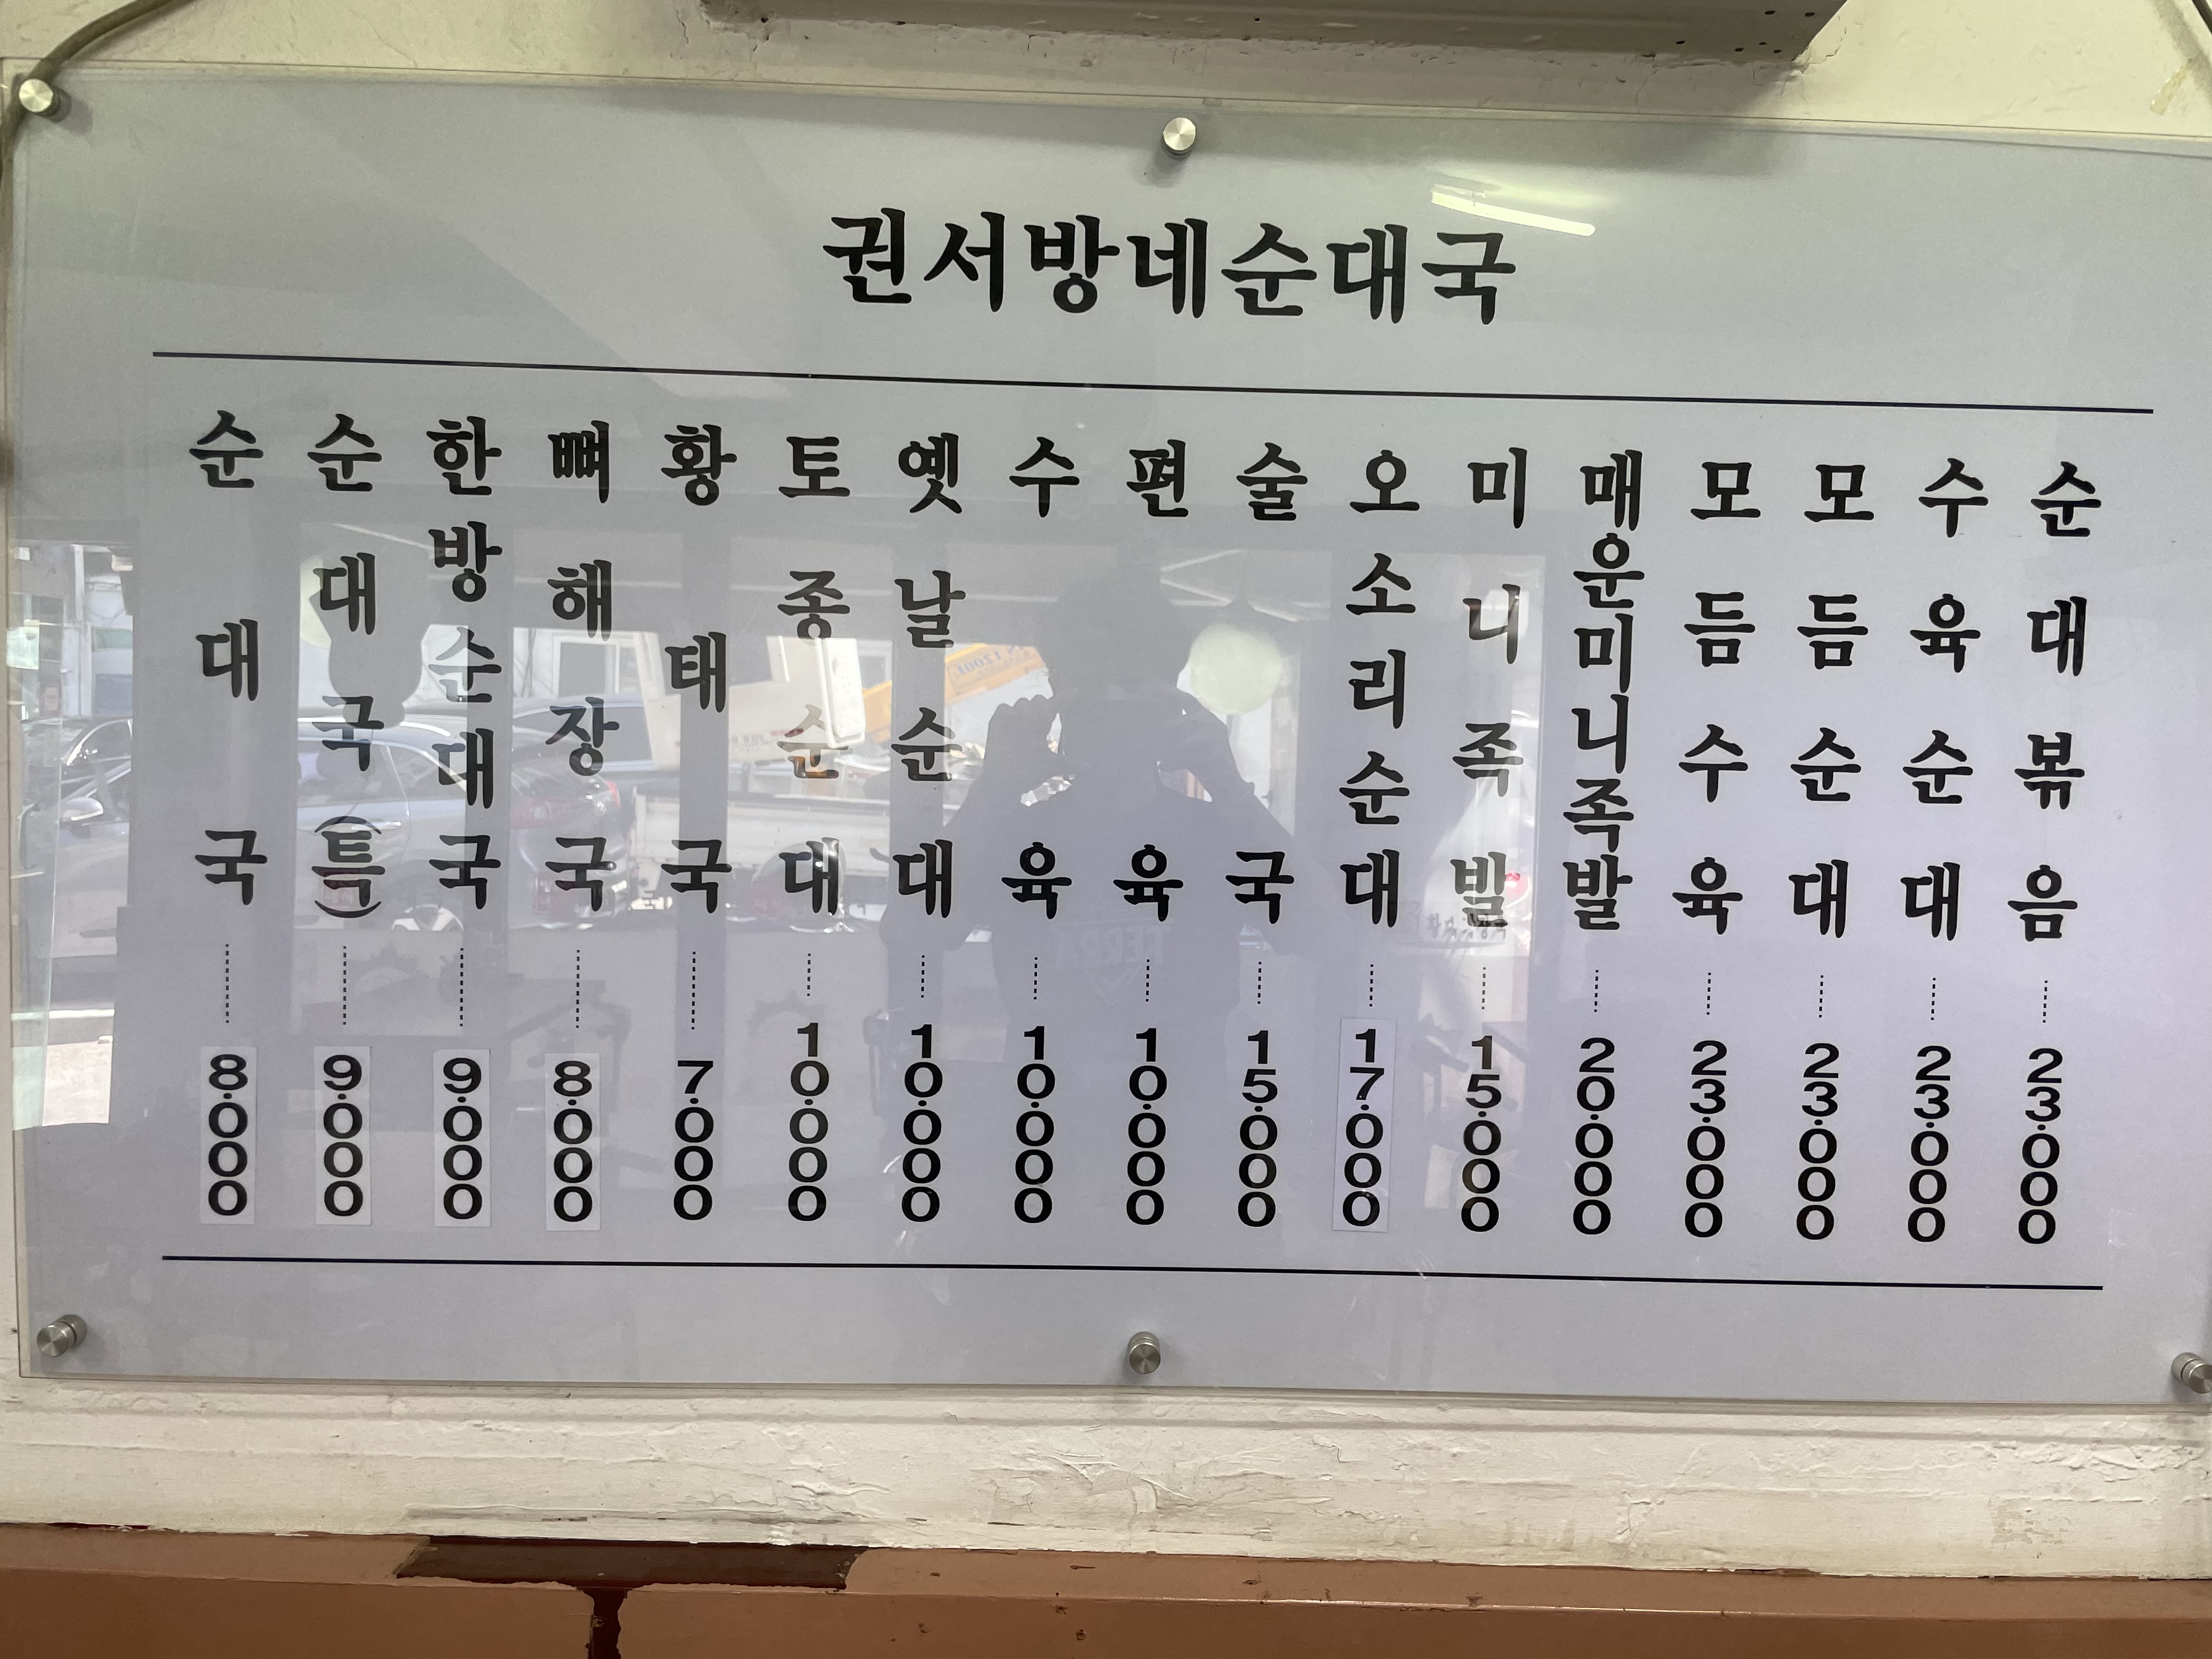 권서방네순대국
순대국 8.000
순대국(특) 9.000
한방순대국 9.000
뼈해장국 8.000
황태국 7.000
토종순대 10.000
옛날순대 10.000
수육 10.000
편육 10.000
술국 15.000
오소리순대 17.000
미니족발 15.000
매운미니족발 20.000
모듬수육 23.000
모듬순대 23.000
수육순대 23.000
순대볶음 23.000